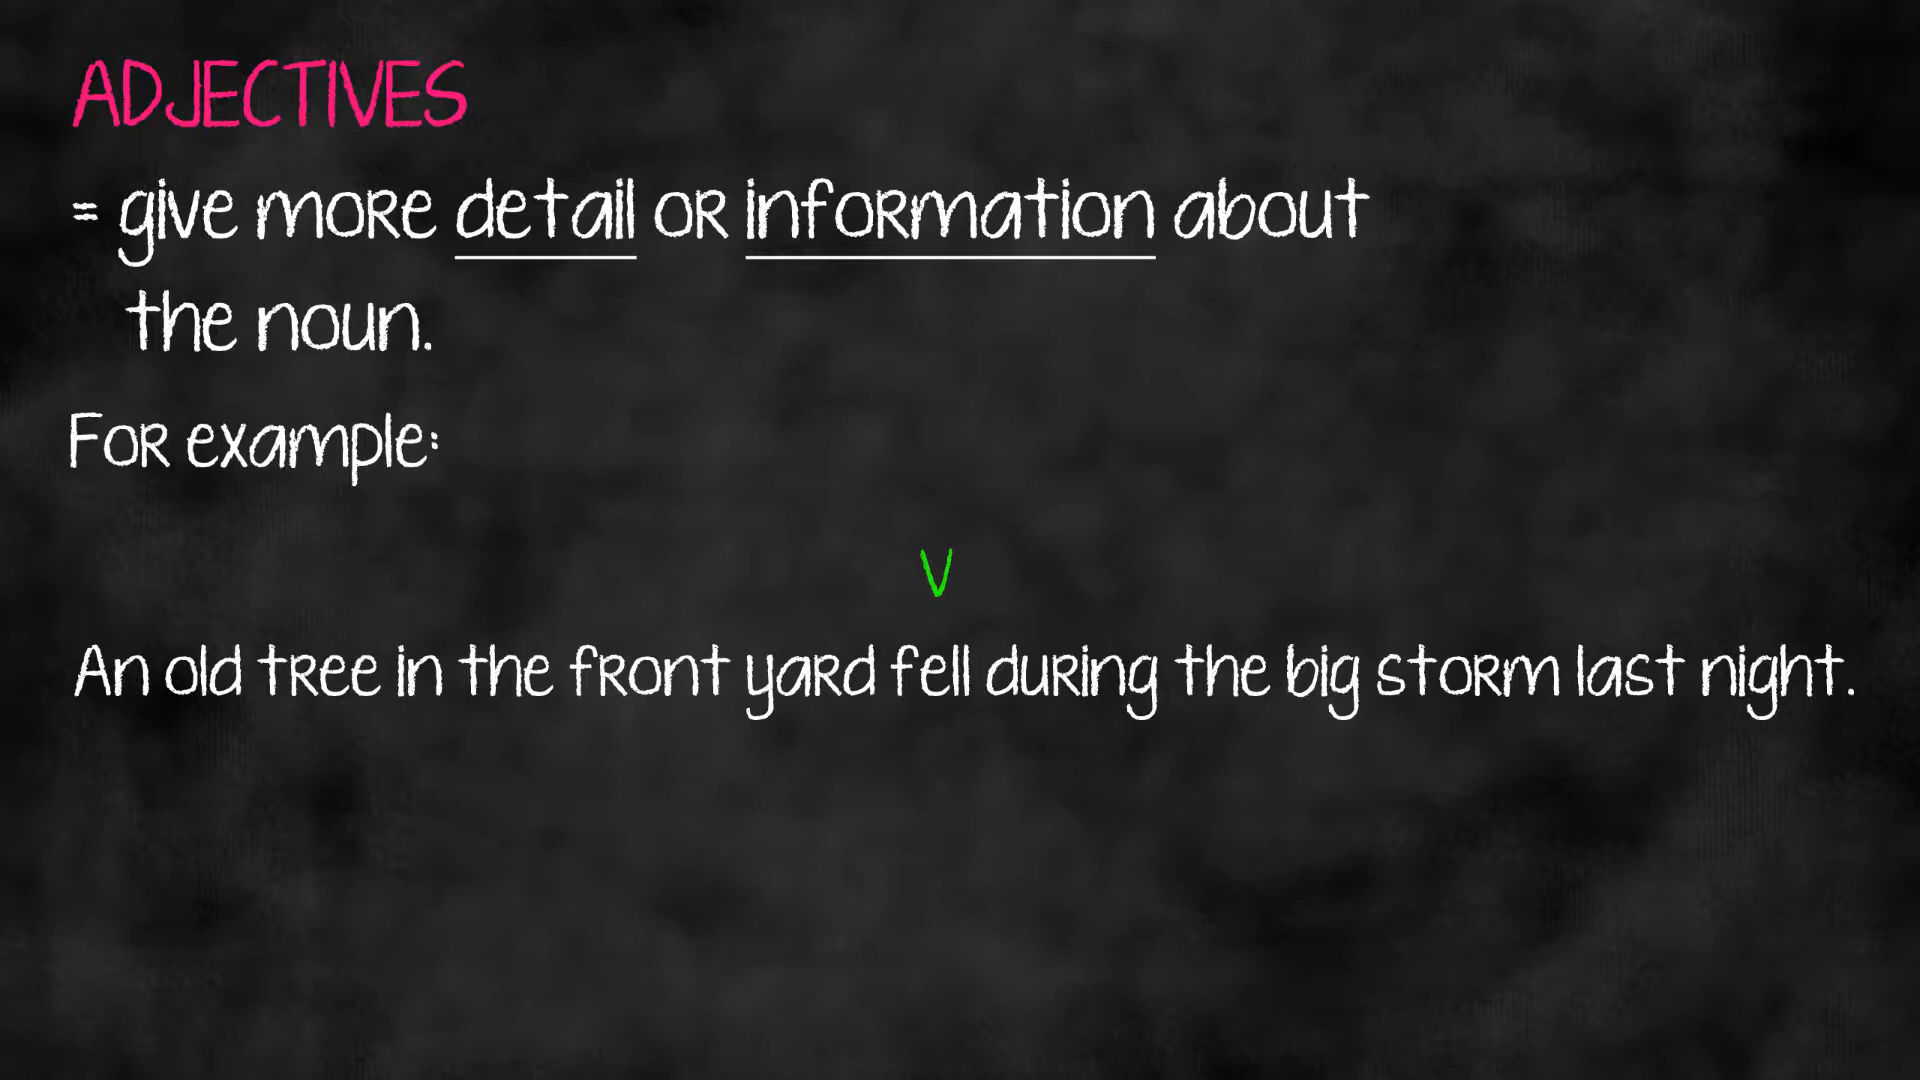 ADJECTIVES
= give more detail or information about
the noun.
For example:
V
An old tree in the front yard fell during the big storm last night.